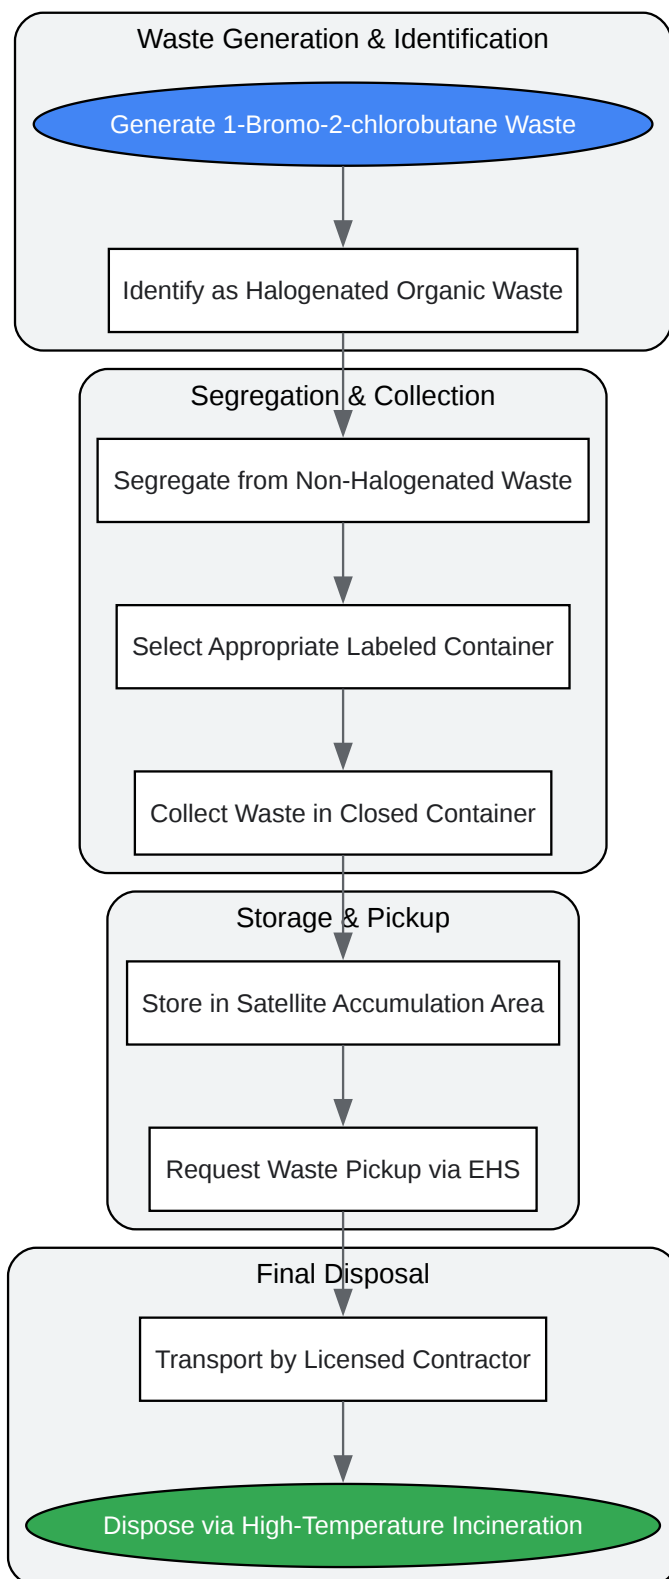 Waste Generation & Identification
Generate 1-Bromo-2-chlorobutane Waste
Identify as Halogenated Organic Waste
Segregation & Collection
Segregate from Non-Halogenated Waste
Select Appropriate Labeled Container
Collect Waste in Closed Container
Storage & Pickup
Store in Satellite Accumulation Area
Request Waste Pickup via EHS
Final Disposal
Transport by Licensed Contractor
Dispose via High-Temperature Incineration